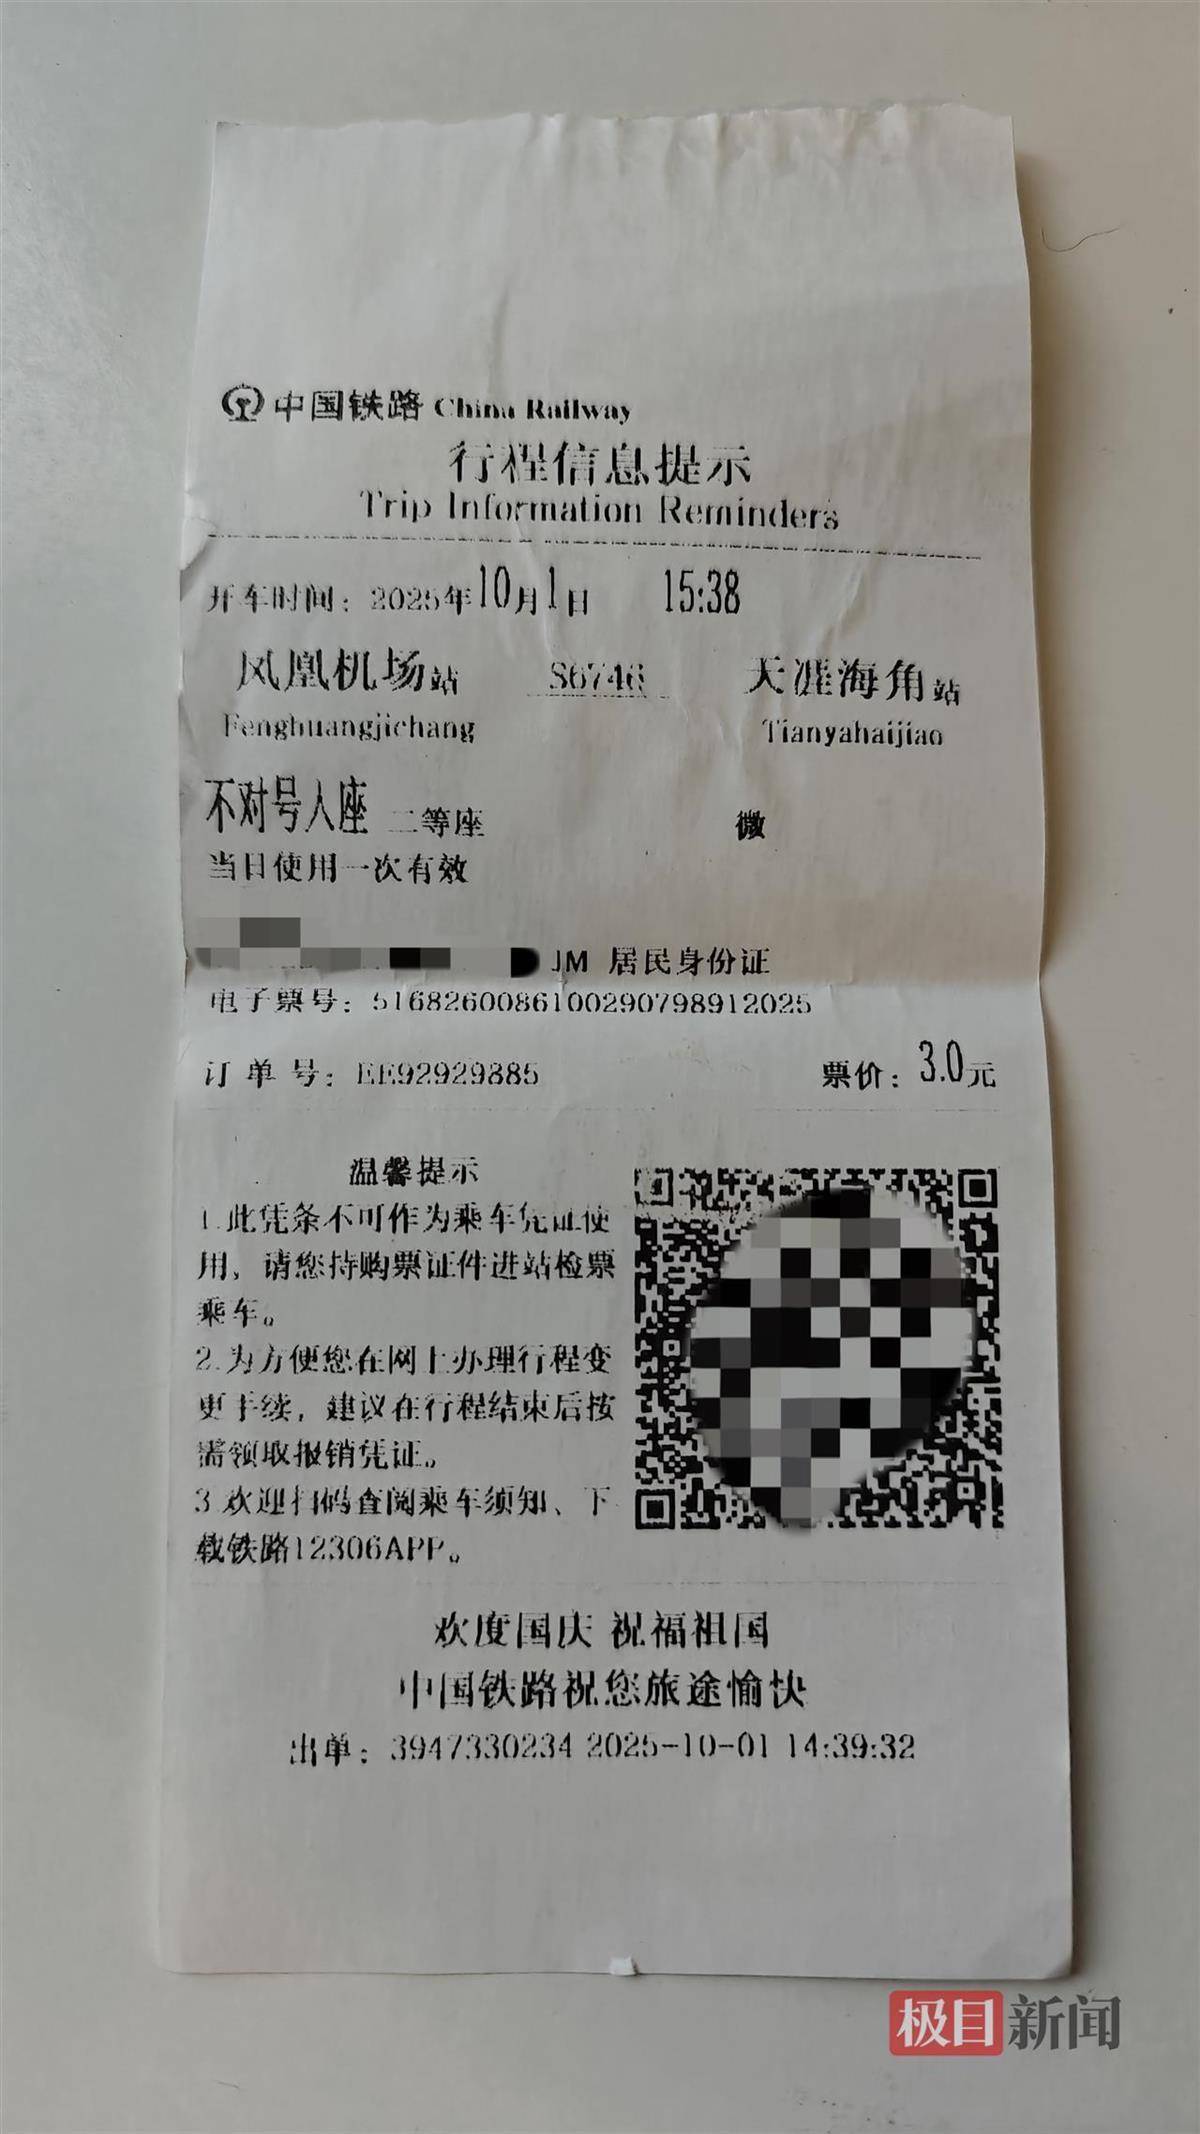 中国铁路 China Railway
行程信息提示
Trip Information Reminders
开车时间：2025年10月1日 15:38
凤凰机场站 S6746 天涯海角站
Fenghuangjichang Tianyahaijiao
不对号入座 二等座 微
当日使用一次有效
JM 居民身份证
电子票号：5168260086100290798912025
订单号：EE92929885 票价：3.0元
温馨提示
1.此凭条不可作为乘车凭证使
用，请您持购票证件进站检票
乘车。
2.为方便您在网上办理行程变
更手续，建议在行程结束后按
需领取报销凭证。
3.欢迎扫码查阅乘车须知、下
载铁路12306APP。
欢度国庆 祝福祖国
中国铁路祝您旅途愉快
出单：3947330234 2025-10-01 14:39:32
极目新闻